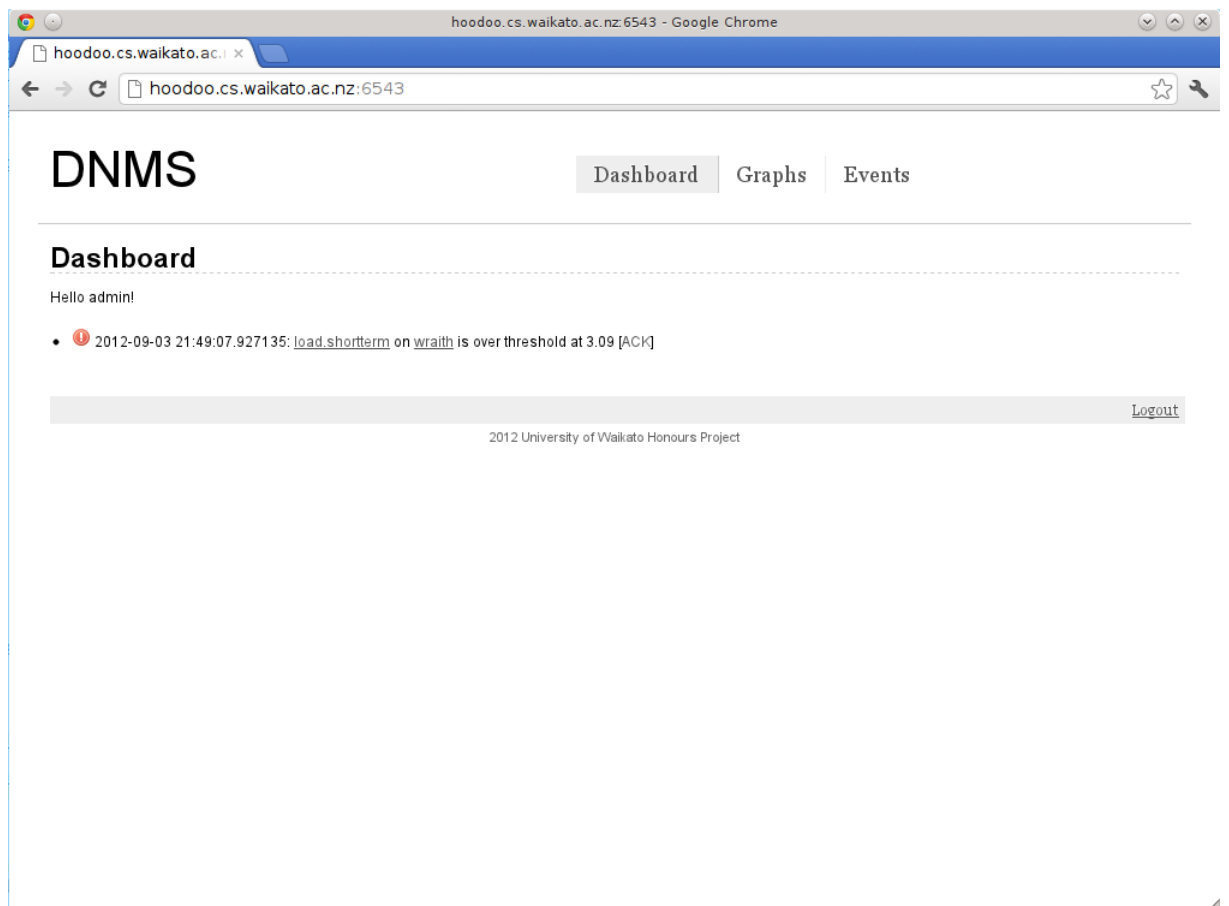 hoodoo.cs.waikato.ac.nz:6543 - Google Chrome
hoodoo.cs.waikato.ac.
hoodoo.cs.waikato.ac.nz:6543
DNMS
Dashboard Graphs Events
Dashboard
Hello admin!
2012-09-03 21:49:07.927135: load.shortterm on wraith is over threshold at 3.09 [ACK]
Logout
2012 University of Waikato Honours Project